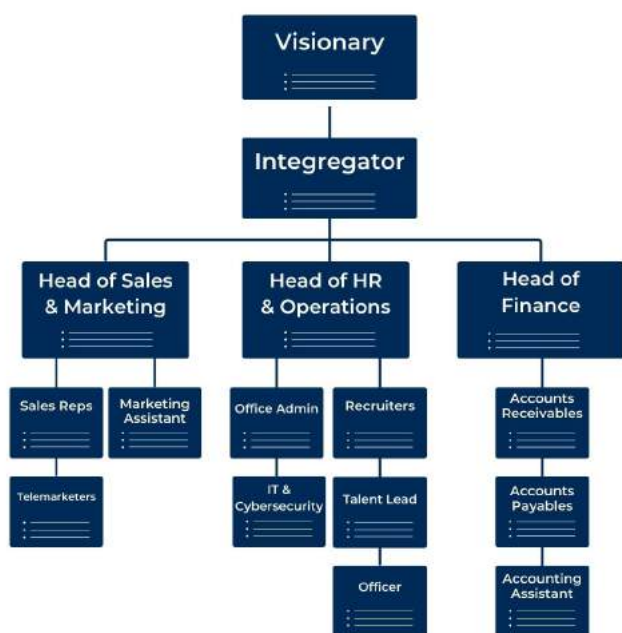 Visionary
Integregator
Head of Sales
& Marketing
Head of HR
& Operations
Head of
Finance
Sales Reps
Marketing
Assistant
Office Admin
Recruiters
Accounts
Receivables
Telemarketers
IT &
Cybersecurity
Talent Lead
Accounts
Payables
Officer
Accounting
Assistant